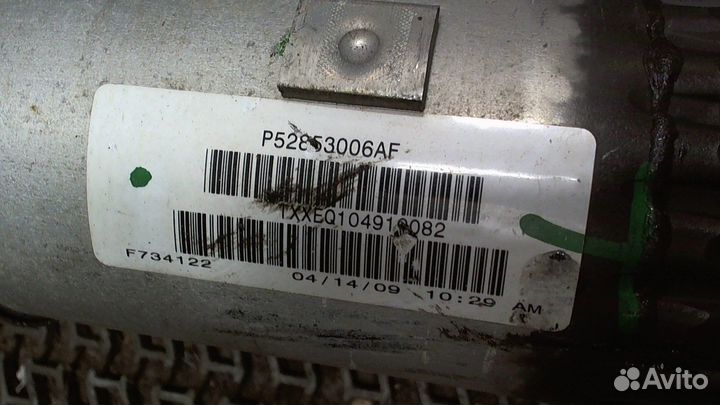 P52853006AF
TXXEQ104910082
F734122
04/14/09 10:29 AM
Avito